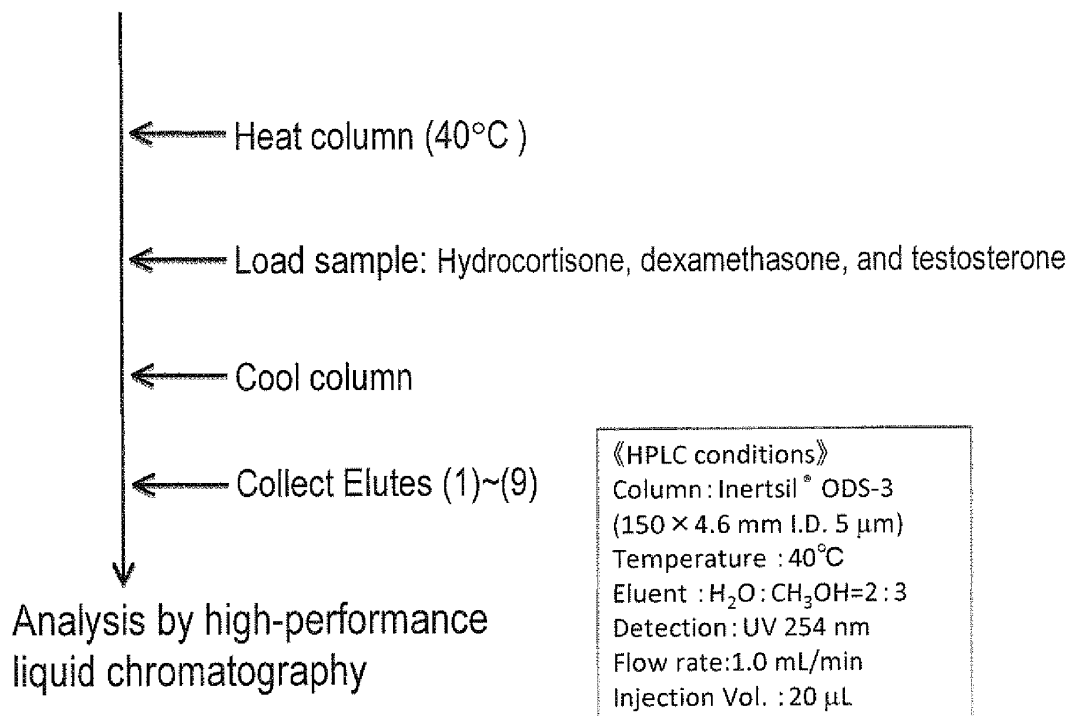 Heat column (40°C )
Load sample: Hydrocortisone, dexamethasone, and testosterone
Cool column
Collect Elutes (1)~(9)
Analysis by high-performance
liquid chromatography
《HPLC conditions》
Column : Inertsil® ODS-3
(150 × 4.6 mm I.D. 5 μm)
Temperature : 40℃
Eluent : H₂O : CH₃OH=2 : 3
Detection : UV 254 nm
Flow rate:1.0 mL/min
Injection Vol. : 20 μL